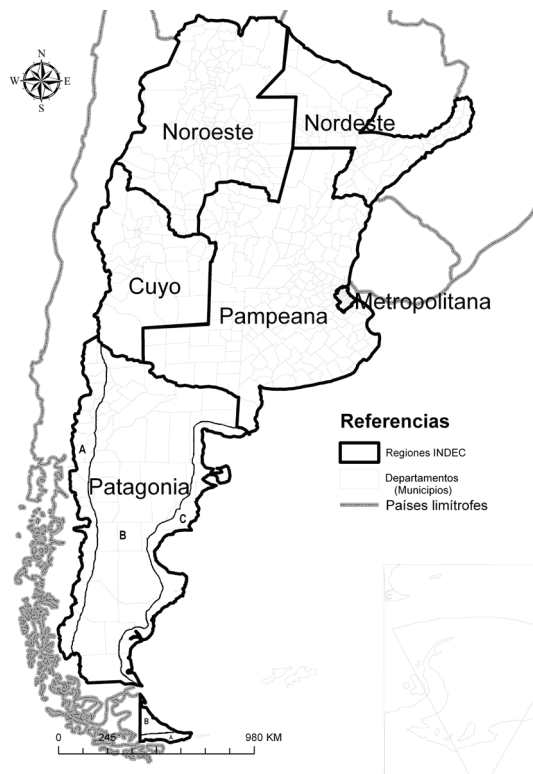 N
W E
S
Noroeste
Nordeste
Cuyo
Metropolitana
Pampeana
Referencias
Regiones INDEC
Departamentos
(Municipios)
Países limítrofes
A
Patagonia
C
B
B
A
0 245 980 KM